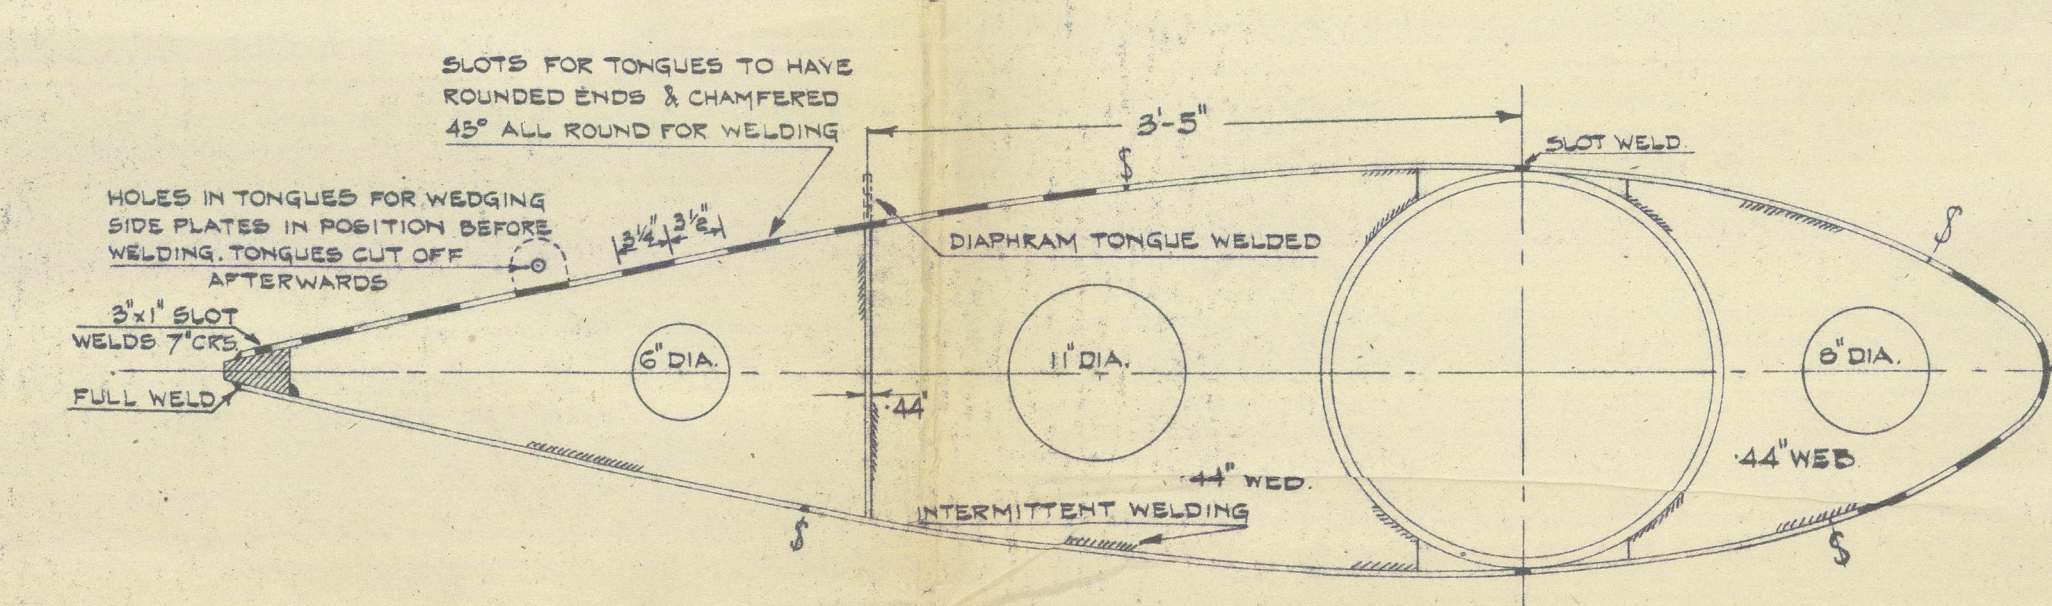 SLOTS FOR TONGUES TO HAVE
ROUNDED ENDS & CHAMFERED
45° ALL ROUND FOR WELDING
3'-5"
SLOT WELD.
HOLES IN TONGUES FOR WEDGING
SIDE PLATES IN POSITION BEFORE
WELDING. TONGUES CUT OFF
AFTERWARDS
3¼" 3½"
DIAPHRAM TONGUE WELDED
3"x1" SLOT
WELDS 7"CRS.
FULL WELD
6"DIA.
.44"
11"DIA.
8"DIA.
.44" WEB.
.44" WEB
INTERMITTENT WELDING